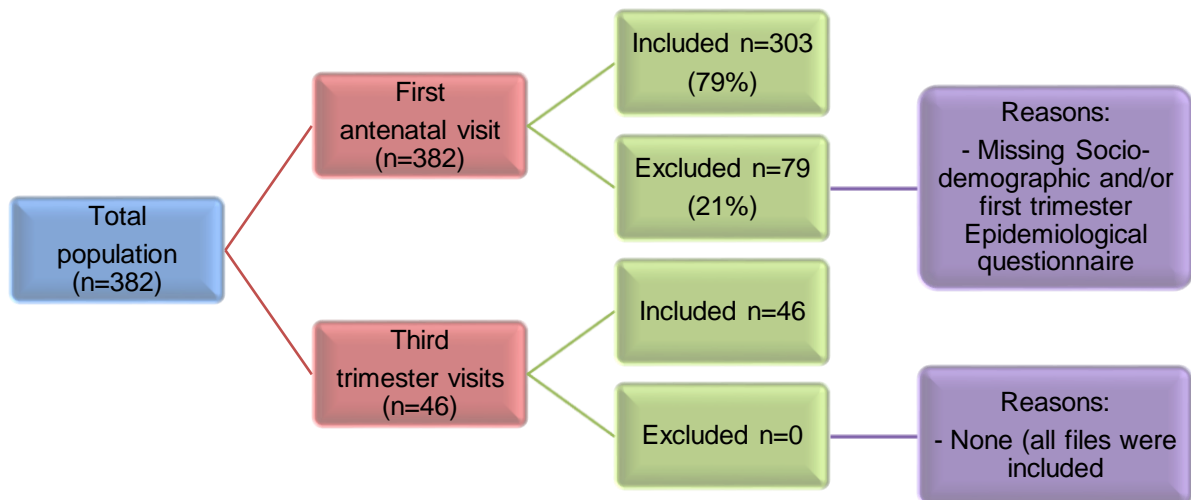 Total
population
(n=382)
First
antenatal visit
(n=382)
Included n=303
(79%)
Excluded n=79
(21%)
Reasons:
- Missing Socio-
demographic and/or
first trimester
Epidemiological
questionnaire
Third
trimester visits
(n=46)
Included n=46
Excluded n=0
Reasons:
- None (all files were
included